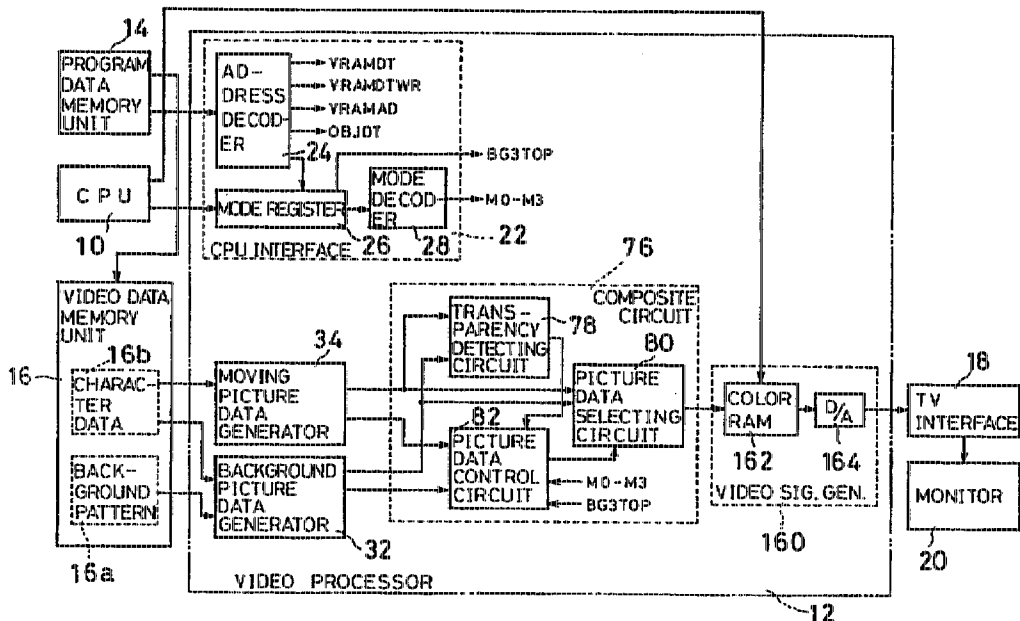 14
PROGRAM
DATA
MEMORY
UNIT
CPU
10
AD-
DRESS
DECOD-
ER
24
VRAMDT
VRAMDTWR
VRAMAD
OBJDT
BG3TOP
MODE REGISTER
26
MODE
DECOD-
ER
28
M0-M3
CPU INTERFACE
22
VIDEO DATA
MEMORY
UNIT
16
16b
CHARAC-
TER
DATA
BACK-
GROUND
PATTERN
16a
34
MOVING
PICTURE
DATA
GENERATOR
BACKGROUND
PICTURE
DATA
GENERATOR
32
76
COMPOSITE
CIRCUIT
TRANS-
PARENCY
DETECTING
CIRCUIT
78
80
PICTURE
DATA
SELECTING
CIRCUIT
82
PICTURE
DATA
CONTROL
CIRCUIT
M0-M3
BG3TOP
COLOR
RAM
162
D/A
164
VIDEO SIG. GEN.
160
18
TV
INTERFACE
MONITOR
20
VIDEO PROCESSOR
12